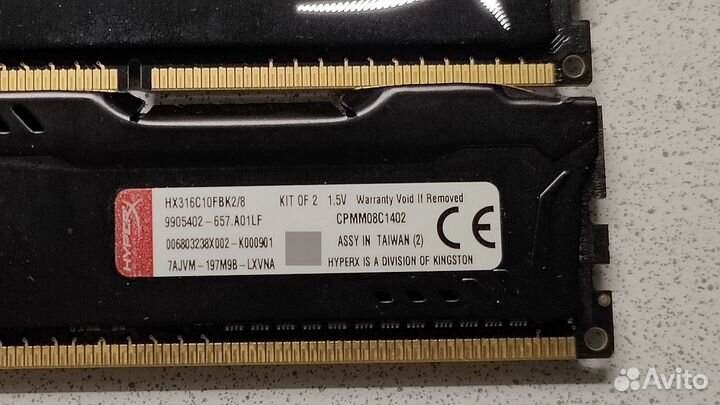 HX316C10FBK2/8 KIT OF 2 1.5V Warranty Void If Removed
9905402-657.A01LF CPMM08C1402
006803238X002-K000901 ASSY IN TAIWAN (2)
7AJVM-197M9B-LXVNA HYPERX IS A DIVISION OF KINGSTON
HYPERX
Avito